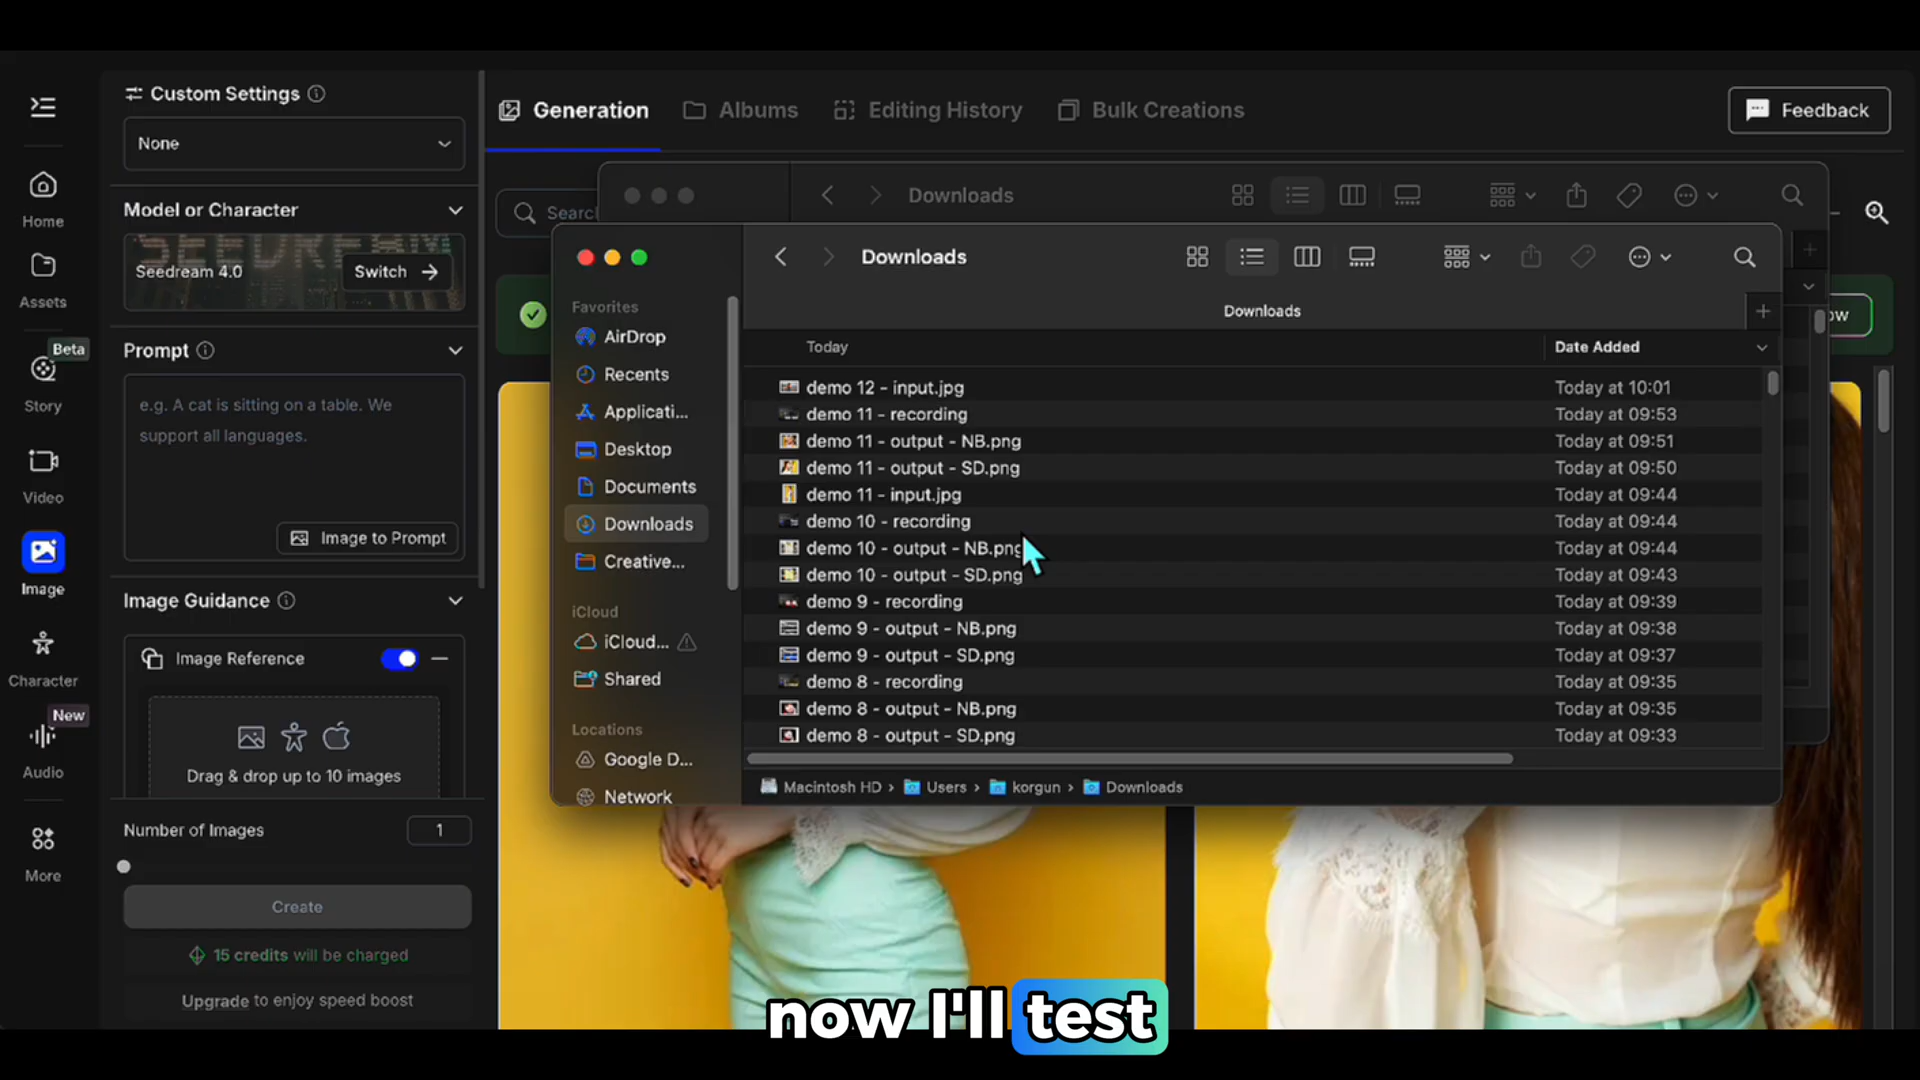 Custom Settings
None
Model or Character
Seedream 4.0
Switch
Prompt
e.g. A cat is sitting on a table. We
support all languages.
Image to Prompt
Image Guidance
Image Reference
Drag & drop up to 10 images
Number of Images
1
Create
15 credits will be charged
Upgrade to enjoy speed boost
Home
Assets
Beta
Story
Video
Image
Character
New
Audio
More
Generation
Albums
Editing History
Bulk Creations
Feedback
Downloads
Favorites
AirDrop
Recents
Applicati...
Desktop
Documents
Downloads
Creative...
iCloud
iCloud...
Shared
Locations
Google D...
Network
Downloads
Downloads
Today
Date Added
demo 12 - input.jpg Today at 10:01
demo 11 - recording Today at 09:53
demo 11 - output - NB.png Today at 09:51
demo 11 - output - SD.png Today at 09:50
demo 11 - input.jpg Today at 09:44
demo 10 - recording Today at 09:44
demo 10 - output - NB.png Today at 09:44
demo 10 - output - SD.png Today at 09:43
demo 9 - recording Today at 09:39
demo 9 - output - NB.png Today at 09:38
demo 9 - output - SD.png Today at 09:37
demo 8 - recording Today at 09:35
demo 8 - output - NB.png Today at 09:35
demo 8 - output - SD.png Today at 09:33
Macintosh HD › Users › korgun › Downloads
now I'll test